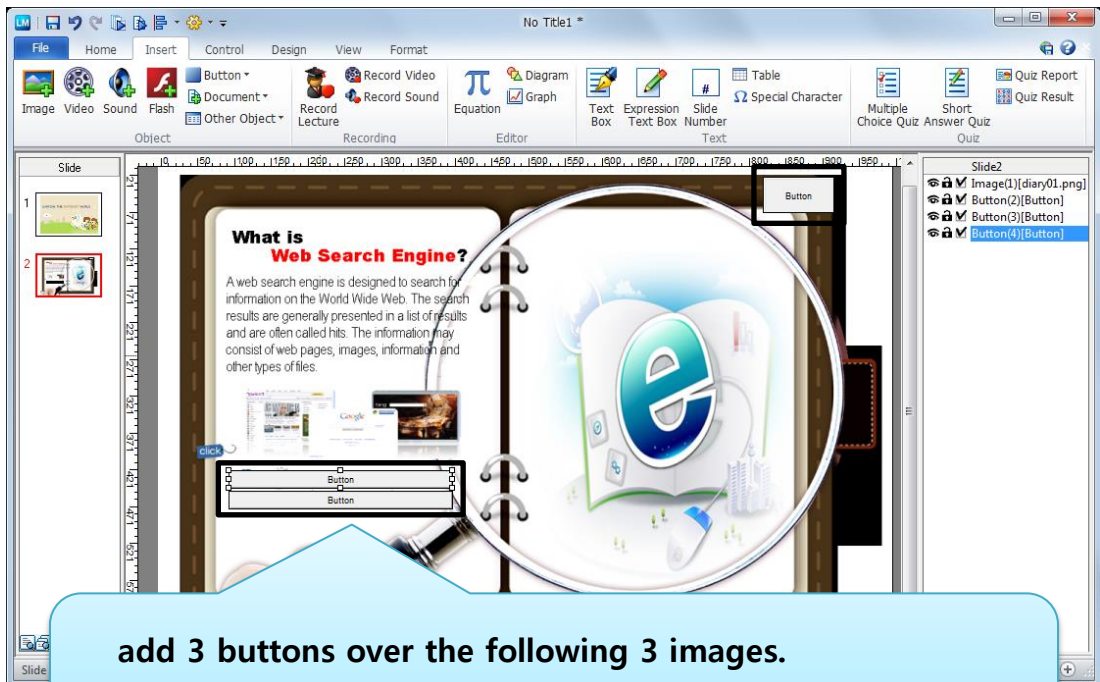 LM
No Title1 *
File Home Insert Control Design View Format
Image Video Sound Flash
Button
Document
Other Object
Object
Record Lecture
Record Video
Record Sound
Recording
Equation
Diagram
Graph
Editor
Text Box
Expression Text Box
Slide Number
Table
Special Character
Text
Multiple Choice Quiz
Short Answer Quiz
Quiz Report
Quiz Result
Quiz
Slide
1
2
Slide2
Image(1)[diary01.png]
Button(2)[Button]
Button(3)[Button]
Button(4)[Button]
Button
What is
Web Search Engine?
A web search engine is designed to search for
information on the World Wide Web. The search
results are generally presented in a list of results
and are often called hits. The information may
consist of web pages, images, information and
other types of files.
Google
click
Button
Button
e
add 3 buttons over the following 3 images.
Slide